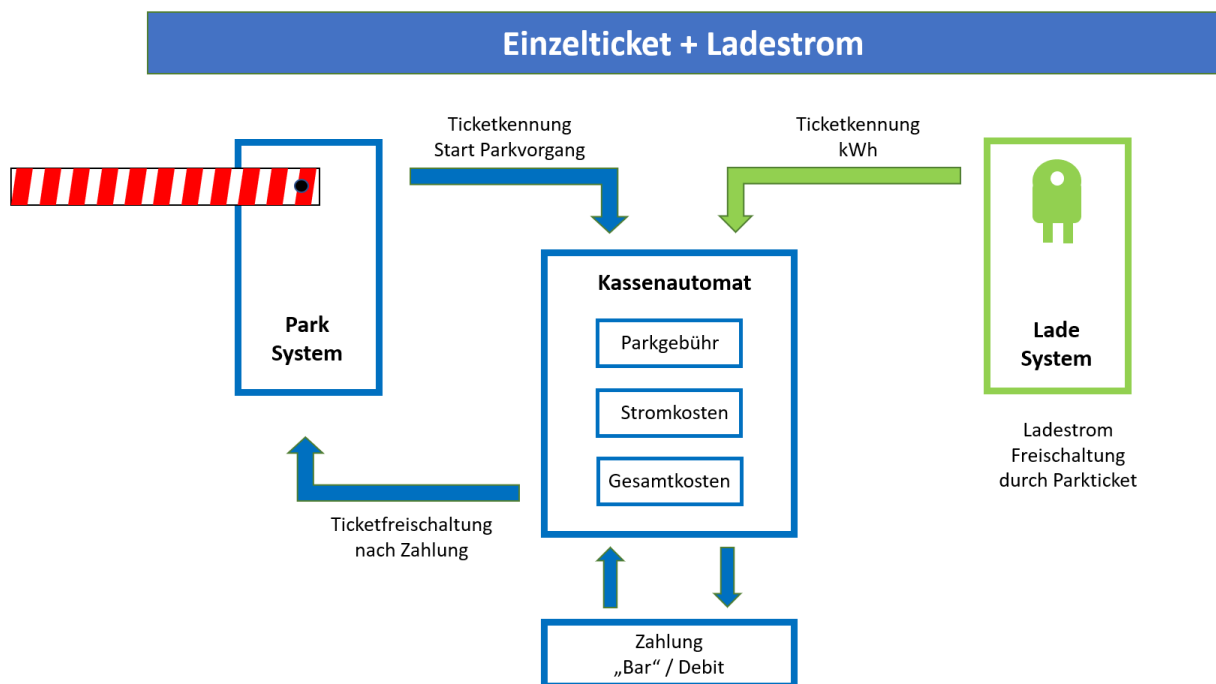 Einzelticket + Ladestrom
Ticketkennung
Start Parkvorgang
Ticketkennung
kWh
Park
System
Kassenautomat
Parkgebühr
Stromkosten
Gesamtkosten
Lade
System
Ladestrom
Freischaltung
durch Parkticket
Ticketfreischaltung
nach Zahlung
Zahlung
„Bar“ / Debit